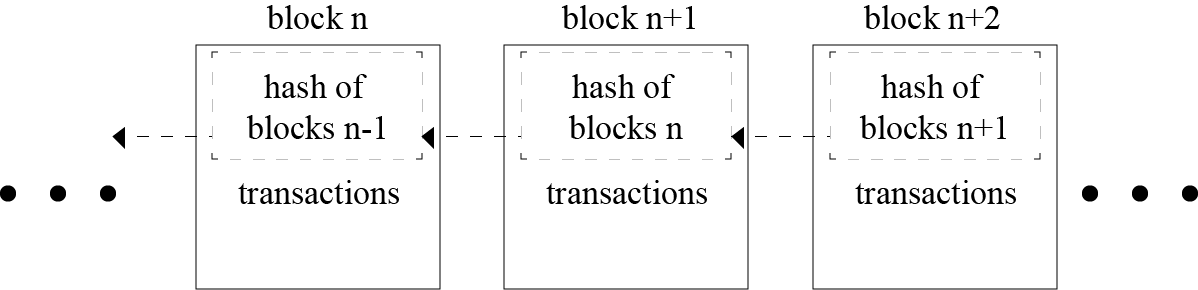 block n
block n+1
block n+2
hash of
blocks n-1
hash of
blocks n
hash of
blocks n+1
transactions
transactions
transactions